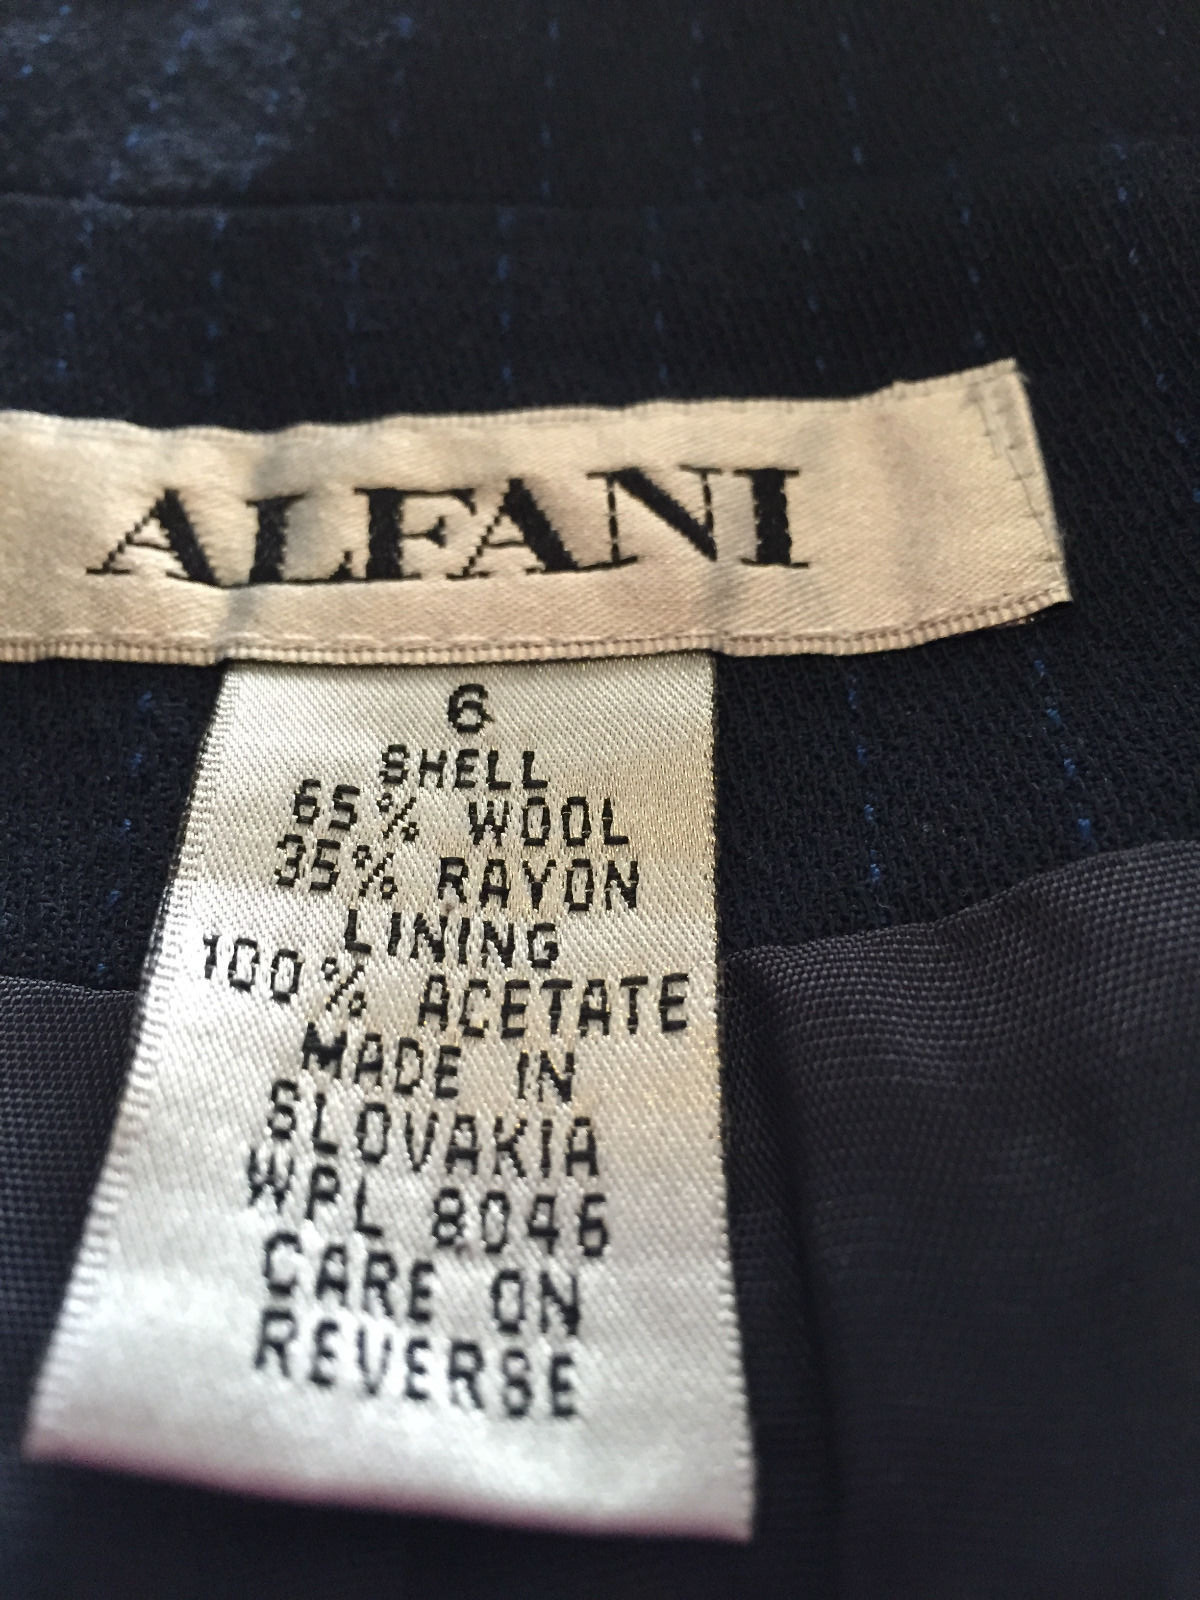 ALFANI
6
SHELL
65% WOOL
35% RAYON
LINING
100% ACETATE
MADE IN
SLOVAKIA
WPL 8046
CARE ON
REVERSE